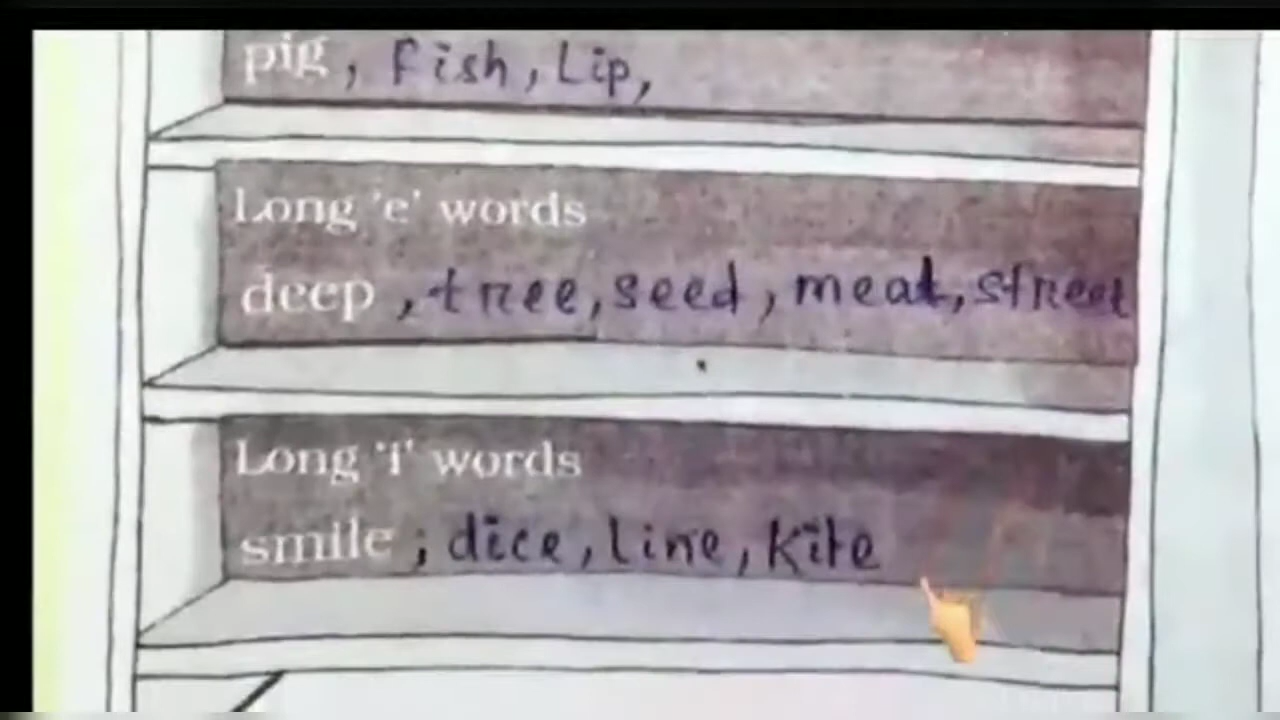 pig, Fish, Lip,
Long 'e' words
deep, tree, seed, meat, street
Long 'i' words
smile, dice, line, kite